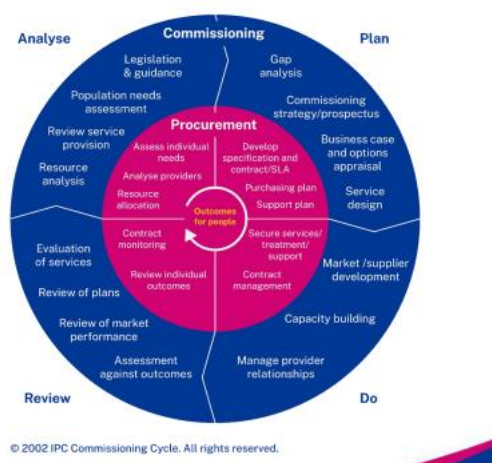 Analyse
Commissioning
Plan
Legislation
& guidance
Population needs
assessment
Review service
provision
Resource
analysis
Gap
analysis
Commissioning
strategy/prospectus
Business case
and options
appraisal
Service
design
Procurement
Assess individual
needs
Analyse providers
Resource
allocation
Develop
specification and
contract/SLA
Purchasing plan
Support plan
Outcomes
for people
Contract
monitoring
Review individual
outcomes
Secure services/
treatment/
support
Contract
management
Evaluation
of services
Review of plans
Review of market
performance
Assessment
against outcomes
Market /supplier
development
Capacity building
Manage provider
relationships
Review
Do
© 2002 IPC Commissioning Cycle. All rights reserved.